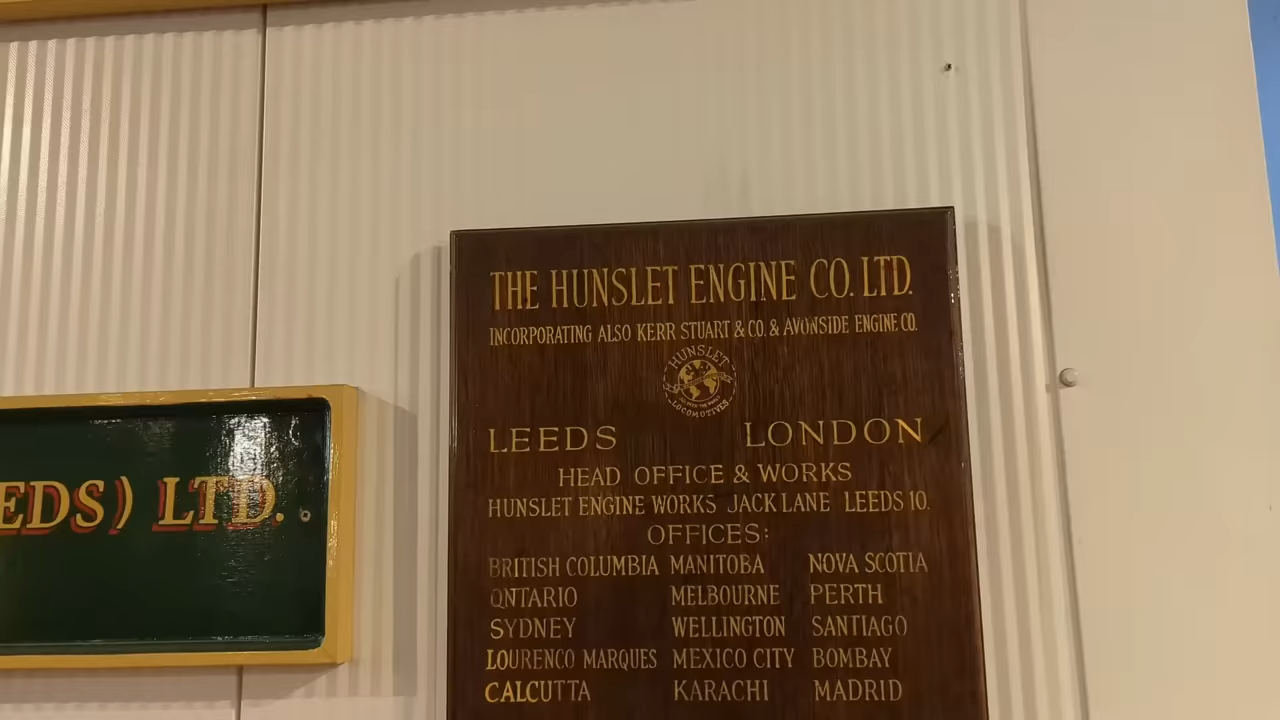 THE HUNSLET ENGINE CO. LTD.
INCORPORATING ALSO KERR STUART & CO. & AVONSIDE ENGINE CO.
HUNSLET
LOCOMOTIVES
LEEDS LONDON
HEAD OFFICE & WORKS
HUNSLET ENGINE WORKS JACK LANE LEEDS 10.
OFFICES:
BRITISH COLUMBIA MANITOBA NOVA SCOTIA
ONTARIO MELBOURNE PERTH
SYDNEY WELLINGTON SANTIAGO
LOURENCO MARQUES MEXICO CITY BOMBAY
CALCUTTA KARACHI MADRID
EDS) LTD.